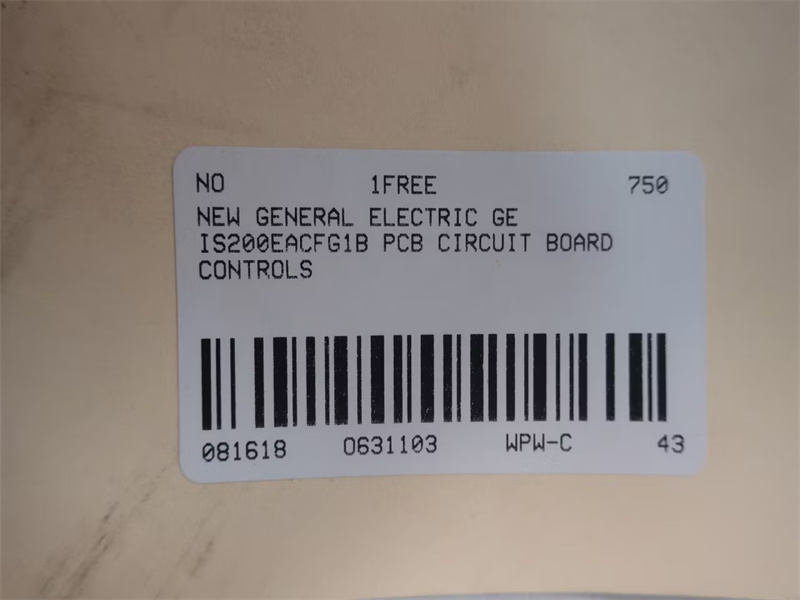 NO 1FREE 750
NEW GENERAL ELECTRIC GE
IS200EACFG1B PCB CIRCUIT BOARD
CONTROLS
081618 0631103 WPW-C 43